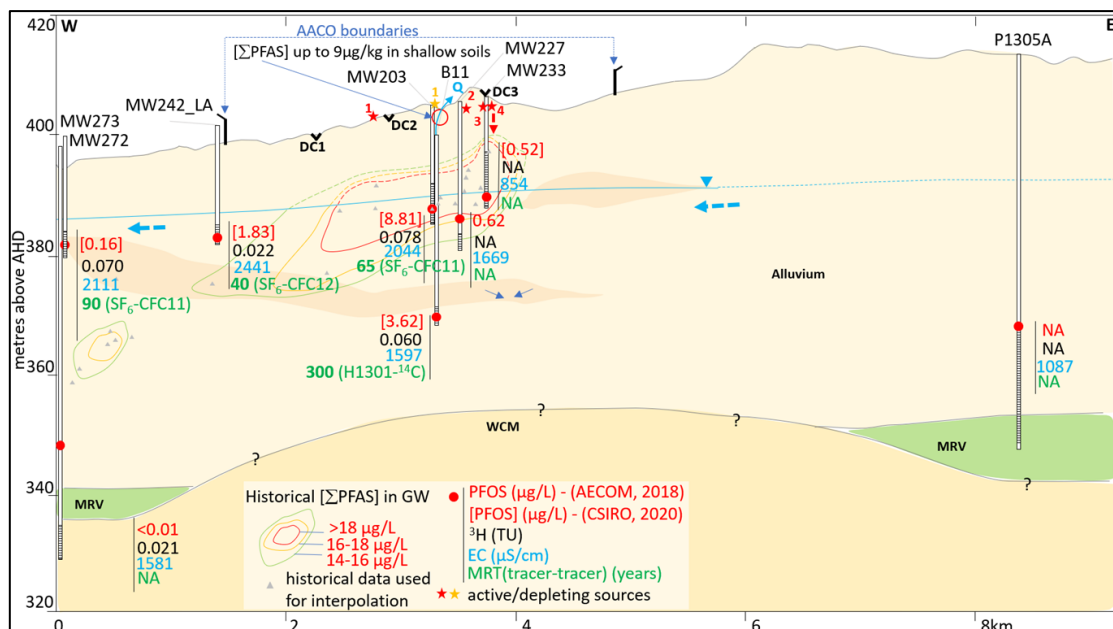 420
W
E
AACO boundaries
[∑PFAS] up to 9µg/kg in shallow soils
MW227
P1305A
MW203
B11
MW233
Q
DC3
1
1
2
3
4
MW242_LA
MW273
MW272
400
DC1
DC2
[0.52]
NA
854
NA
[0.16]
0.070
2111
90 (SF6-CFC11)
[1.83]
0.022
2441
40 (SF6-CFC12)
[8.81]
0.078
2044
65 (SF6-CFC11)
0.62
NA
1669
NA
380
metres above AHD
Alluvium
[3.62]
0.060
1597
300 (H1301-14C)
NA
NA
1087
NA
360
?
?
?
?
WCM
MRV
MRV
340
<0.01
0.021
1581
NA
Historical [∑PFAS] in GW
>18 µg/L
16-18 µg/L
14-16 µg/L
historical data used
for interpolation
PFOS (µg/L) - (AECOM, 2018)
[PFOS] (µg/L) - (CSIRO, 2020)
3H (TU)
EC (µS/cm)
MRT(tracer-tracer) (years)
active/depleting sources
320
0
2
4
6
8km